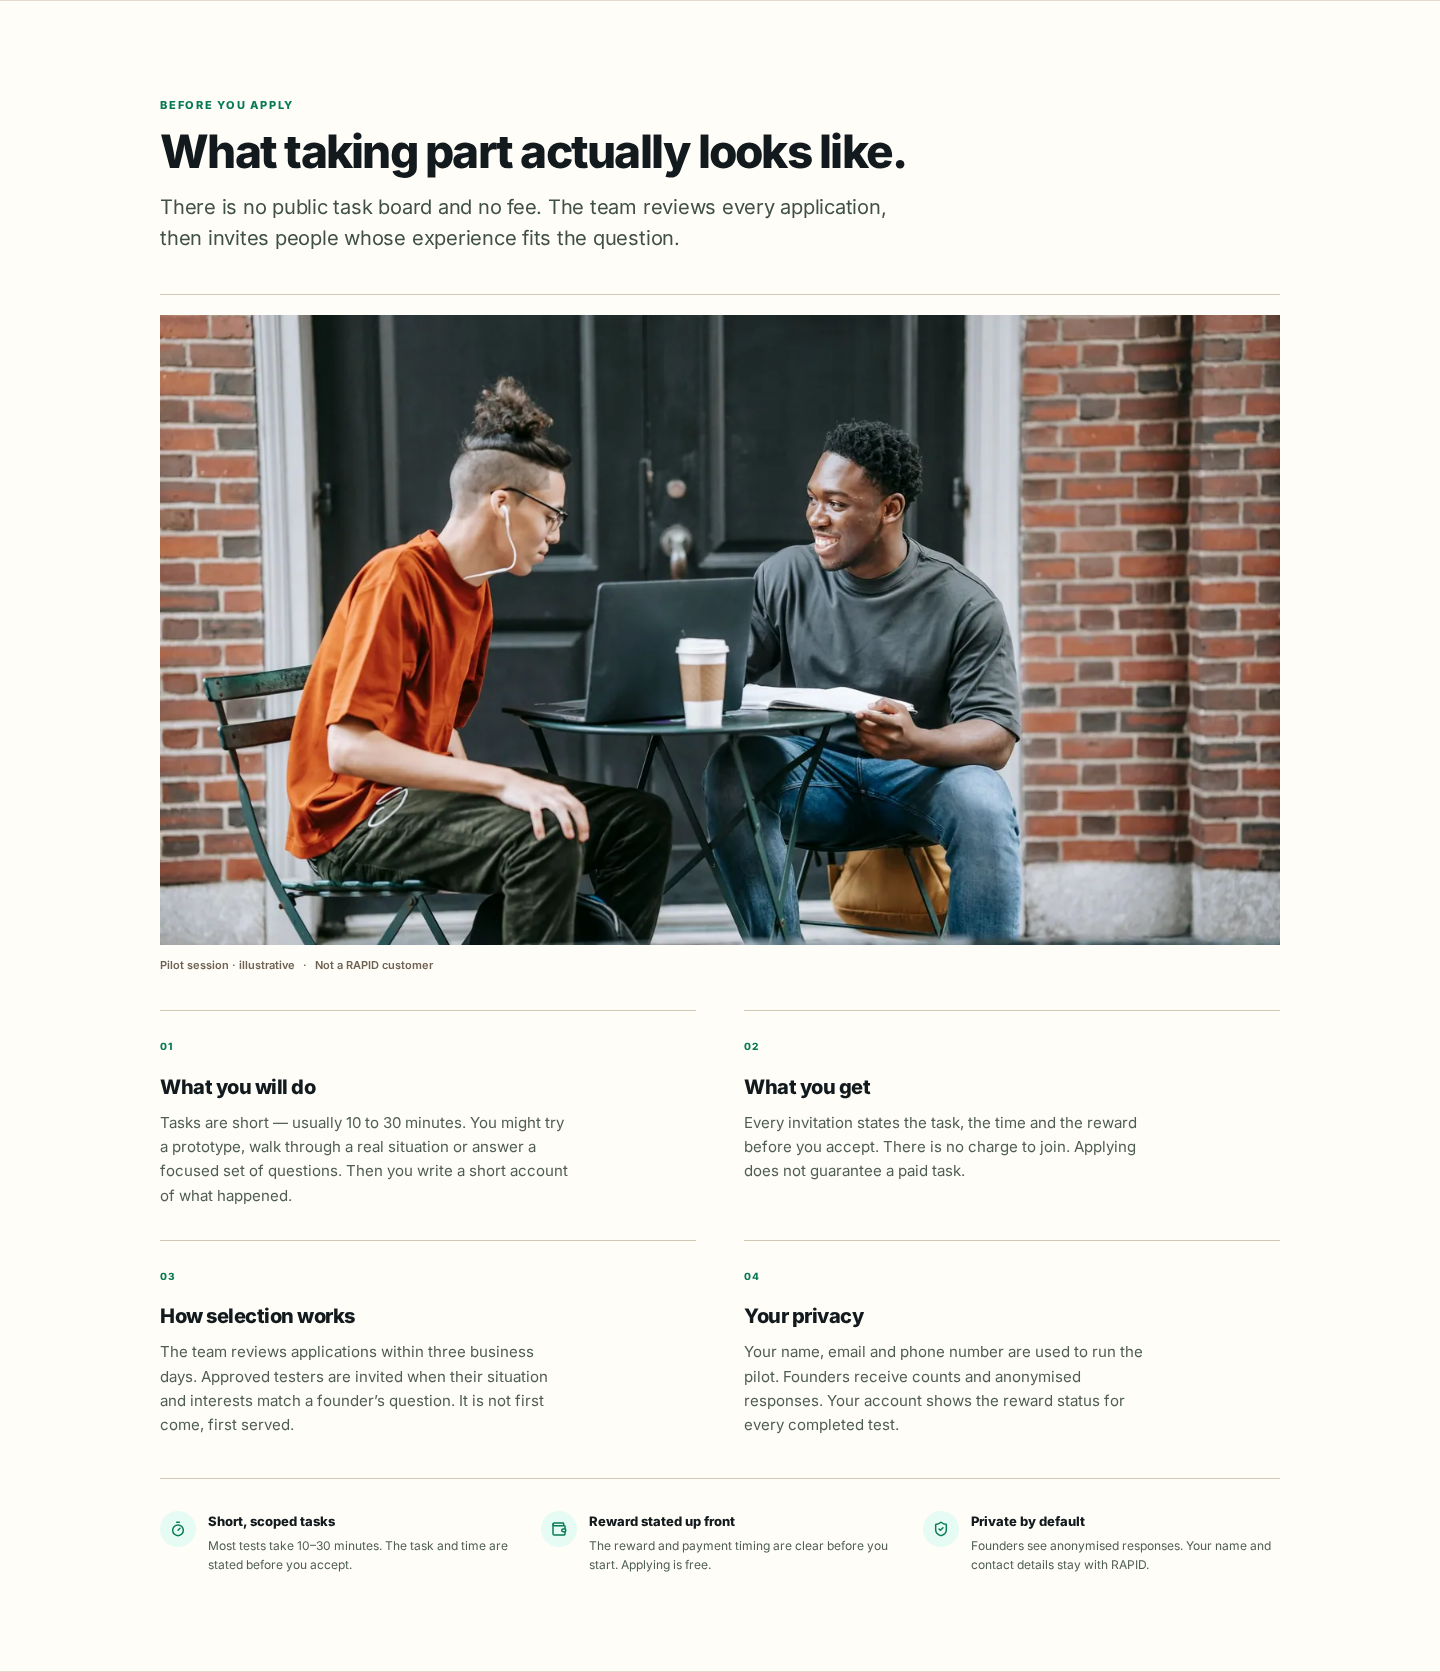 BEFORE YOU APPLY
What taking part actually looks like.
There is no public task board and no fee. The team reviews every application,
then invites people whose experience fits the question.
Pilot session · illustrative · Not a RAPID customer
01
What you will do
Tasks are short — usually 10 to 30 minutes. You might try
a prototype, walk through a real situation or answer a
focused set of questions. Then you write a short account
of what happened.
02
What you get
Every invitation states the task, the time and the reward
before you accept. There is no charge to join. Applying
does not guarantee a paid task.
03
How selection works
The team reviews applications within three business
days. Approved testers are invited when their situation
and interests match a founder’s question. It is not first
come, first served.
04
Your privacy
Your name, email and phone number are used to run the
pilot. Founders receive counts and anonymised
responses. Your account shows the reward status for
every completed test.
Short, scoped tasks
Most tests take 10–30 minutes. The task and time are
stated before you accept.
Reward stated up front
The reward and payment timing are clear before you
start. Applying is free.
Private by default
Founders see anonymised responses. Your name and
contact details stay with RAPID.